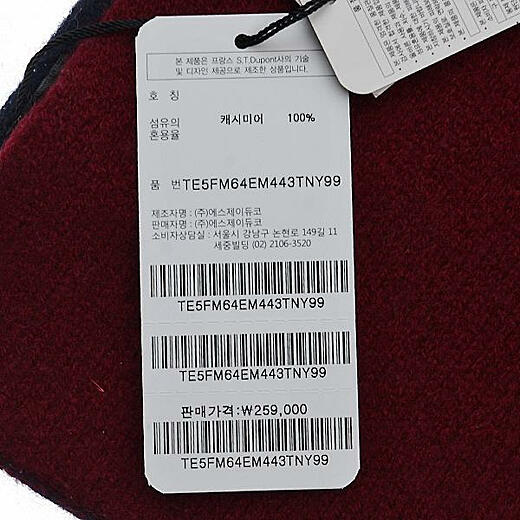 본 제품은 프랑스 S.T.Dupont사의 기술
및 디자인 제공으로 제조한 상품입니다.
호 칭
섬유의 캐시미어 100%
혼용율
품 번TE5FM64EM443TNY99
제조자명 : (주)에스제이듀코
판매자명 : (주)에스제이듀코
소비자상담실 : 서울시 강남구 논현로 149길 11
세중빌딩 (02) 2106-3520
TE5FM64EM443TNY99
TE5FM64EM443TNY99
판매가격:₩259,000
TE5FM64EM443TNY99